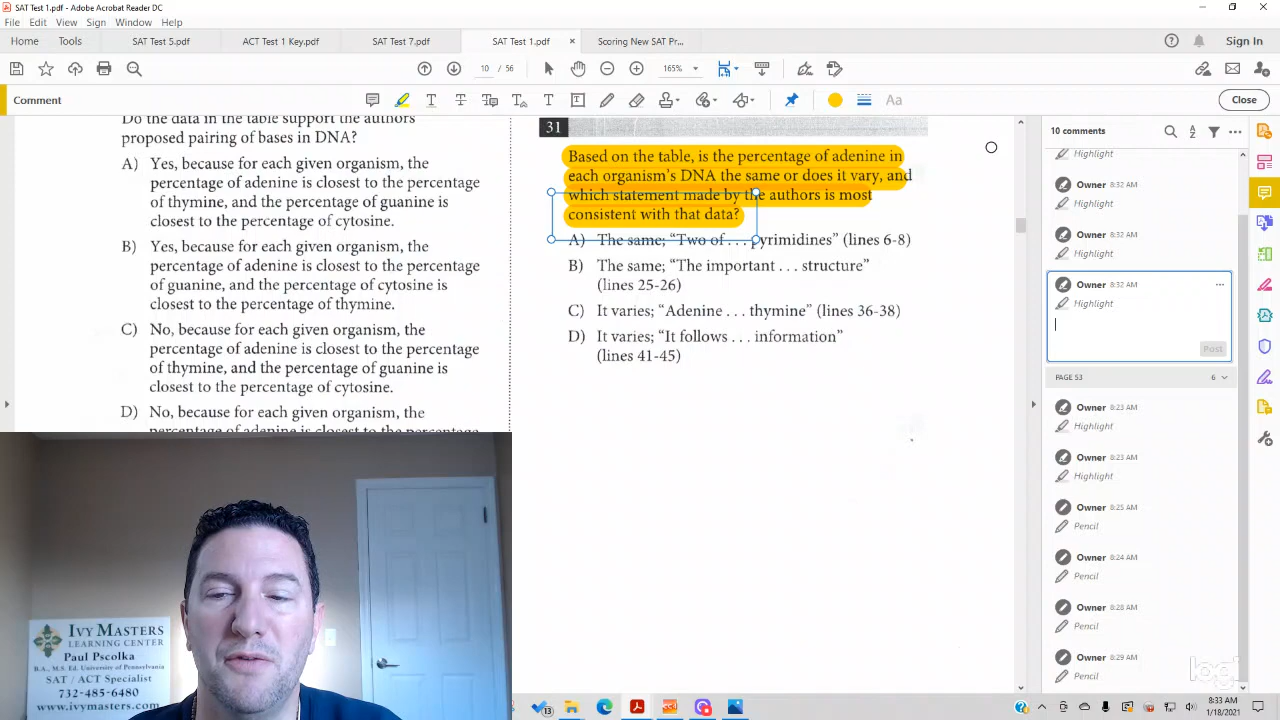 SAT Test 1.pdf - Adobe Acrobat Reader DC
File Edit View Sign Window Help
Home Tools SAT Test 5.pdf ACT Test 1 Key.pdf SAT Test 7.pdf SAT Test 1.pdf × Scoring New SAT Pr... Sign In
10 / 56 165%
Comment Aa Close
Do the data in the table support the authors’
proposed pairing of bases in DNA?
A) Yes, because for each given organism, the
percentage of adenine is closest to the percentage
of thymine, and the percentage of guanine is
closest to the percentage of cytosine.
B) Yes, because for each given organism, the
percentage of adenine is closest to the percentage
of guanine, and the percentage of cytosine is
closest to the percentage of thymine.
C) No, because for each given organism, the
percentage of adenine is closest to the percentage
of thymine, and the percentage of guanine is
closest to the percentage of cytosine.
D) No, because for each given organism, the
percentage of adenine is closest to the percentage
31
Based on the table, is the percentage of adenine in
each organism’s DNA the same or does it vary, and
which statement made by the authors is most
consistent with that data?
A) The same; “Two of . . . pyrimidines” (lines 6-8)
B) The same; “The important . . . structure”
(lines 25-26)
C) It varies; “Adenine . . . thymine” (lines 36-38)
D) It varies; “It follows . . . information”
(lines 41-45)
10 comments
Highlight
Owner 8:32 AM
Highlight
Owner 8:32 AM
Highlight
Owner 8:32 AM
Highlight
Post
PAGE 53 6
Owner 8:23 AM
Highlight
Owner 8:23 AM
Highlight
Owner 8:25 AM
Pencil
Owner 8:24 AM
Pencil
Owner 8:28 AM
Pencil
Owner 8:29 AM
Pencil
IVY MASTERS
LEARNING CENTER
Paul Pscolka
B.A., M.S. Ed. University of Pennsylvania
SAT / ACT Specialist
732-485-6480
www.ivymasters.com
logi
13
8:33 AM
1/18/2021